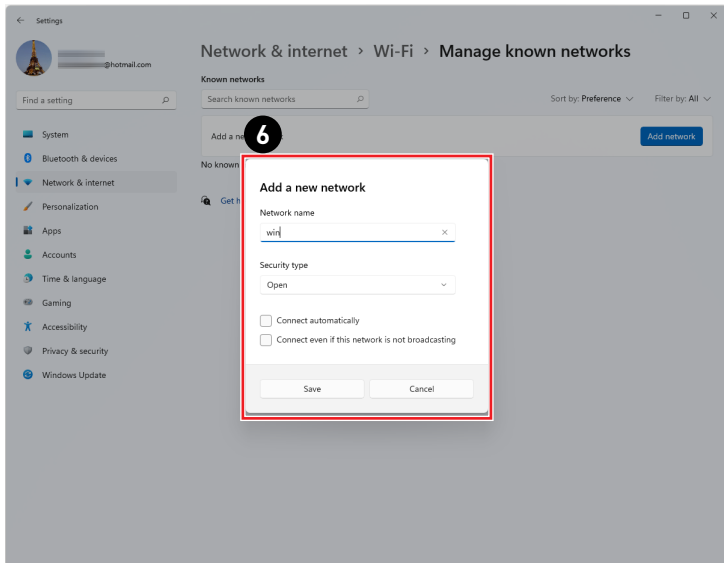 Settings
@hotmail.com
Find a setting
System
Bluetooth & devices
Network & internet
Personalization
Apps
Accounts
Time & language
Gaming
Accessibility
Privacy & security
Windows Update
Network & internet > Wi-Fi > Manage known networks
Known networks
Search known networks
Sort by: Preference
Filter by: All
Add a ne
6
Add network
No known
Get h
Add a new network
Network name
win
Security type
Open
Connect automatically
Connect even if this network is not broadcasting
Save
Cancel